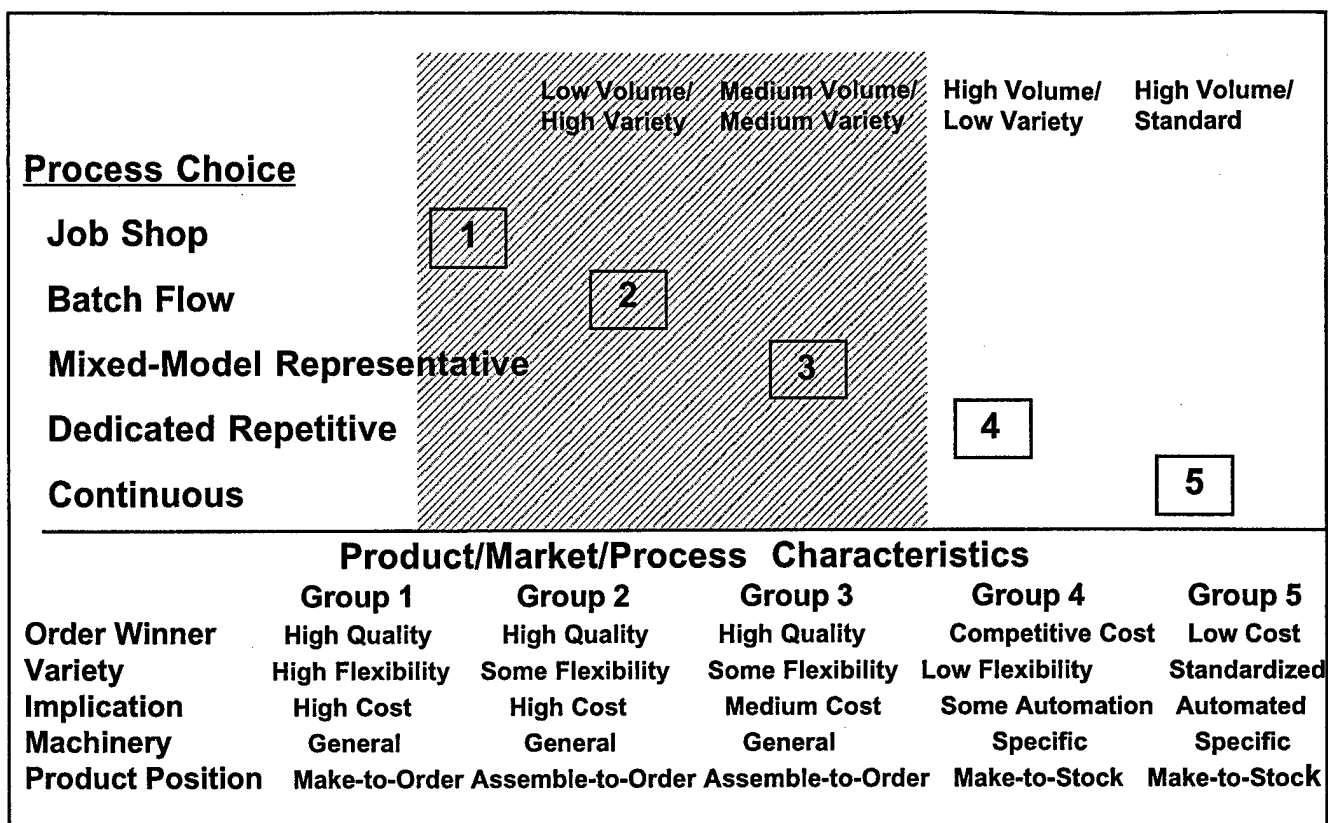 Low Volume/ Medium Volume/ High Volume/ High Volume/
High Variety Medium Variety Low Variety Standard
Process Choice
Job Shop 1
Batch Flow 2
Mixed-Model Representative 3
Dedicated Repetitive 4
Continuous 5
Product/Market/Process Characteristics
Group 1 Group 2 Group 3 Group 4 Group 5
Order Winner High Quality High Quality High Quality Competitive Cost Low Cost
Variety High Flexibility Some Flexibility Some Flexibility Low Flexibility Standardized
Implication High Cost High Cost Medium Cost Some Automation Automated
Machinery General General General Specific Specific
Product Position Make-to-Order Assemble-to-Order Assemble-to-Order Make-to-Stock Make-to-Stock